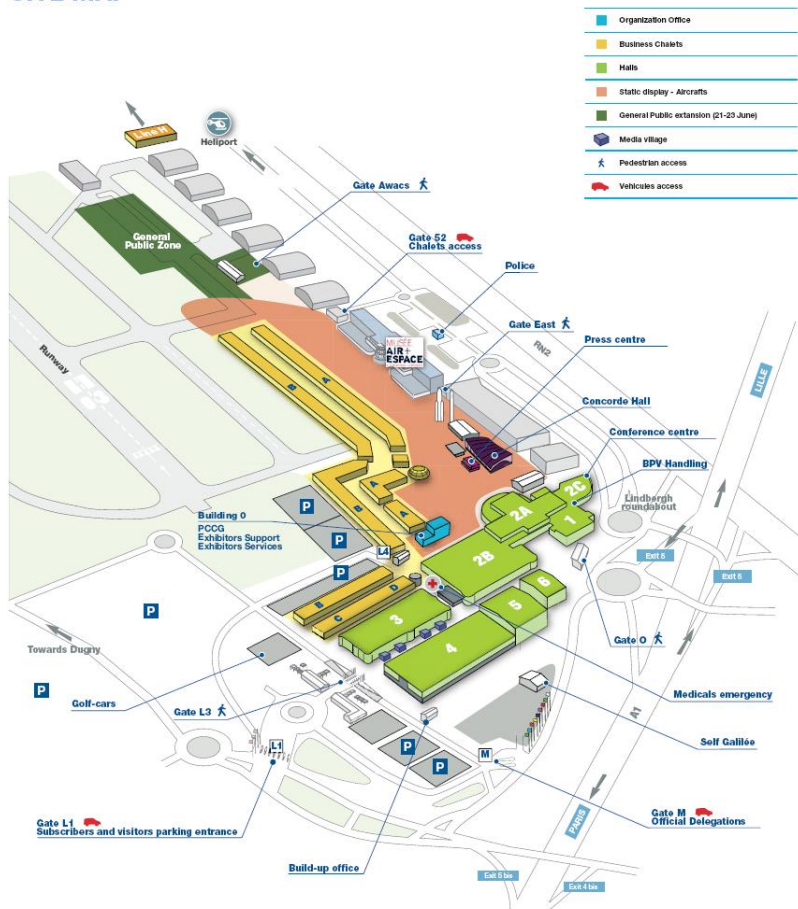 Organization Office
Business Chalets
Halls
Static display - Aircrafts
General Public extansion (21-23 June)
Media village
Pedestrian access
Vehicules access
Line H
Heliport
Gate Awacs
General
Public Zone
Gate 52
Chalets access
Police
Gate East
RN2
MUSEE
AIR+
ESPACE
Press centre
Runway
LILLE
Concorde Hall
Conference centre
BPV Handling
A
B
A
B
A
2C
2A
1
Lindbergh
roundabout
P
P
P
Building 0
PCCG
Exhibitors Support
Exhibitors Services
L4
2B
Exit 5
Exit 5
B
C
D
3
5
6
4
P
Gate O
Towards Dugny
P
Golf-cars
Gate L3
Medicals emergency
A1
L1
P
P
M
Self Galilée
Gate L1
Subscribers and visitors parking entrance
Gate M
Official Delegations
PARIS
Build-up office
Exit 5 bis
Exit 4 bis